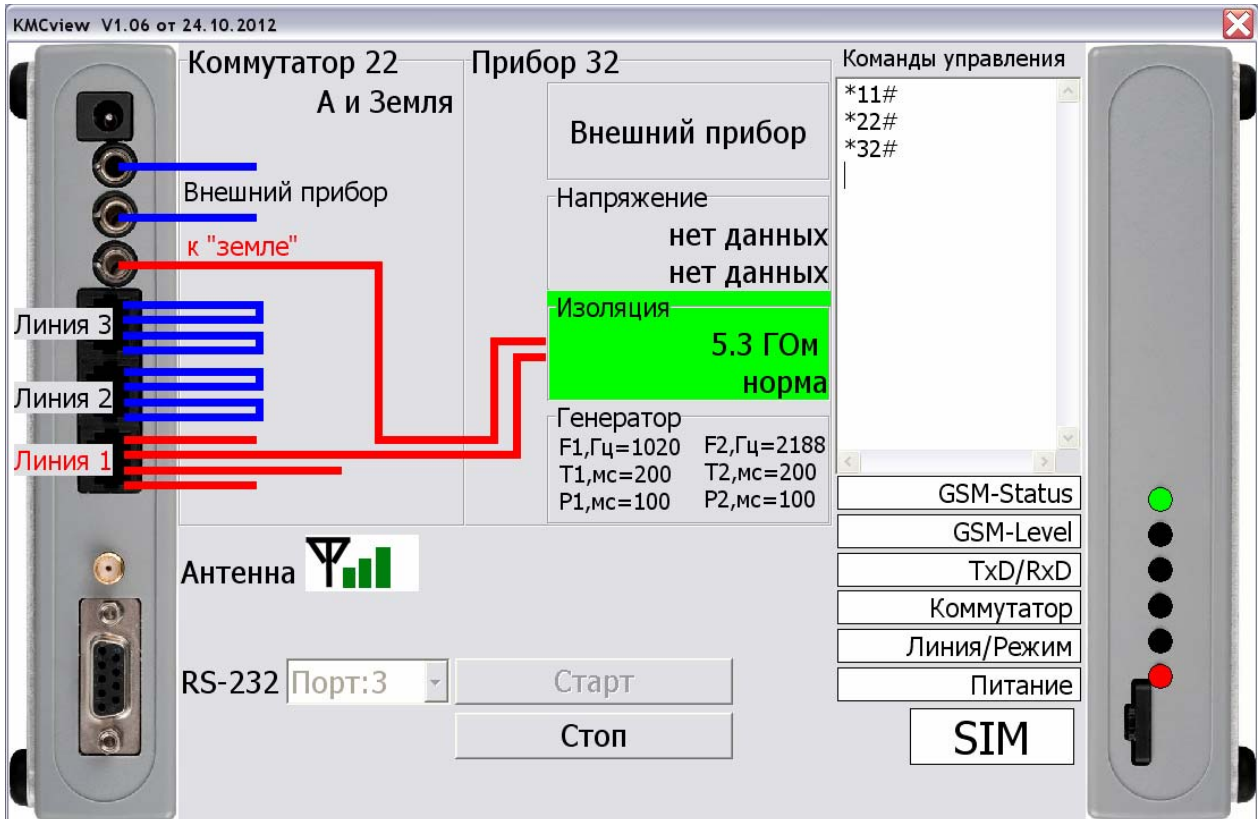 KMCview V1.06 от 24.10.2012
Коммутатор 22
А и Земля
Внешний прибор
к "земле"
Линия 3
Линия 2
Линия 1
Прибор 32
Внешний прибор
Напряжение
нет данных
нет данных
Изоляция
5.3 ГОм
норма
Генератор
F1,Гц=1020 F2,Гц=2188
T1,мс=200 T2,мс=200
P1,мс=100 P2,мс=100
Команды управления
*11#
*22#
*32#
GSM-Status
GSM-Level
TxD/RxD
Коммутатор
Линия/Режим
Питание
SIM
Антенна
RS-232 Порт:3 Старт
Стоп